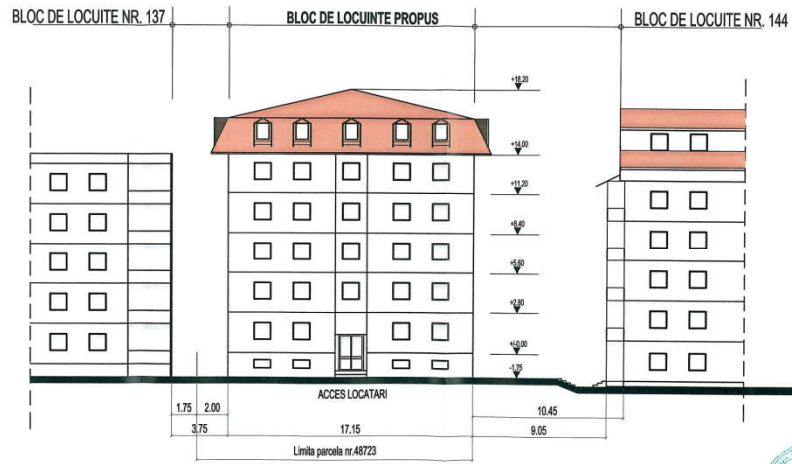 BLOC DE LOCUITE NR. 137
BLOC DE LOCUINTE PROPUS
BLOC DE LOCUITE NR. 144
+18,20
+14,00
+11,20
+8,40
+5,60
+2,80
+/-0,00
-1,75
ACCES LOCATARI
1.75 2.00
10.45
3.75
17.15
9.05
Limita parcela nr.48723